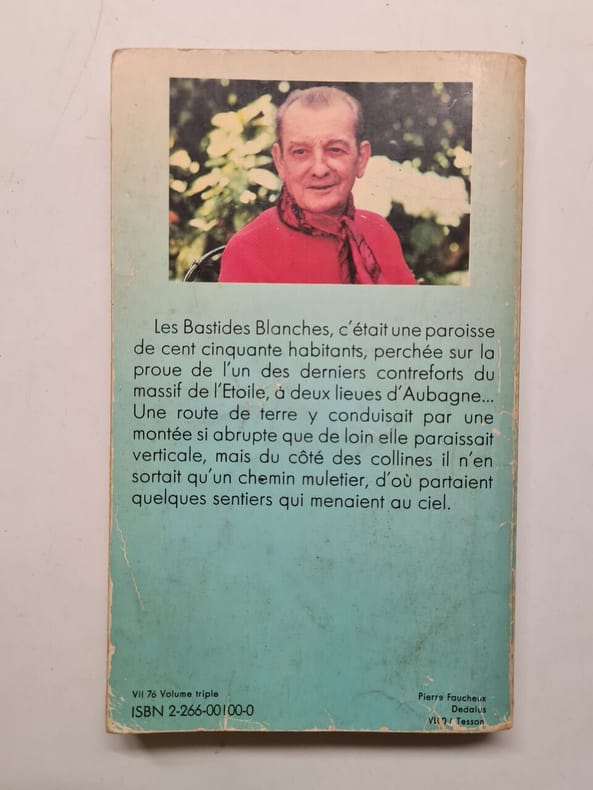 Les Bastides Blanches, c'était une paroisse
de cent cinquante habitants, perchée sur la
proue de l'un des derniers contreforts du
massif de l'Etoile, à deux lieues d'Aubagne...
Une route de terre y conduisait par une
montée si abrupte que de loin elle paraissait
verticale, mais du côté des collines il n'en
sortait qu'un chemin muletier, d'où partaient
quelques sentiers qui menaient au ciel.
VII 76 Volume triple
ISBN 2-266-00100-0
Pierre Faucheux
Dedalus
/ Tesson